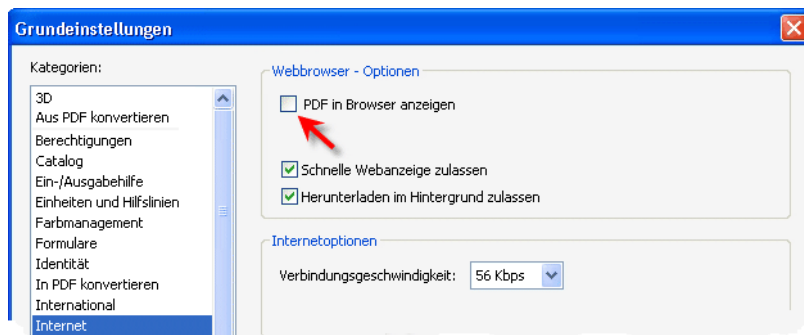 Grundeinstellungen
Kategorien:
3D
Aus PDF konvertieren
Berechtigungen
Catalog
Ein-/Ausgabehilfe
Einheiten und Hilfslinien
Farbmanagement
Formulare
Identität
In PDF konvertieren
International
Internet
Webbrowser - Optionen
PDF in Browser anzeigen
Schnelle Webanzeige zulassen
Herunterladen im Hintergrund zulassen
Internetoptionen
Verbindungsgeschwindigkeit: 56 Kbps